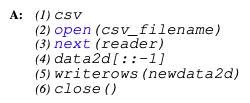 A: (1) csv
(2) open(csv_filename)
(3) next(reader)
(4) data2d[::-1]
(5) writerows(newdata2d)
(6) close()